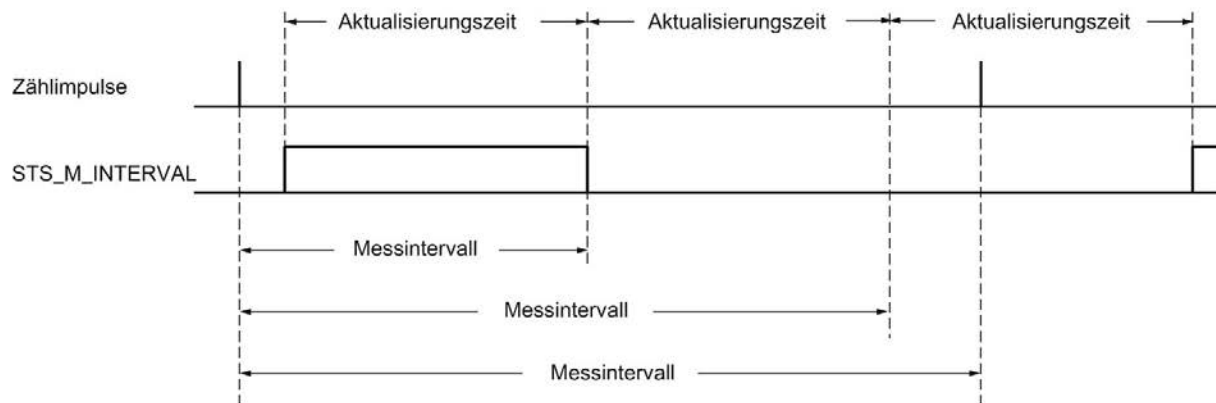 Aktualisierungszeit Aktualisierungszeit Aktualisierungszeit
Zählimpulse
STS_M_INTERVAL
Messintervall
Messintervall
Messintervall